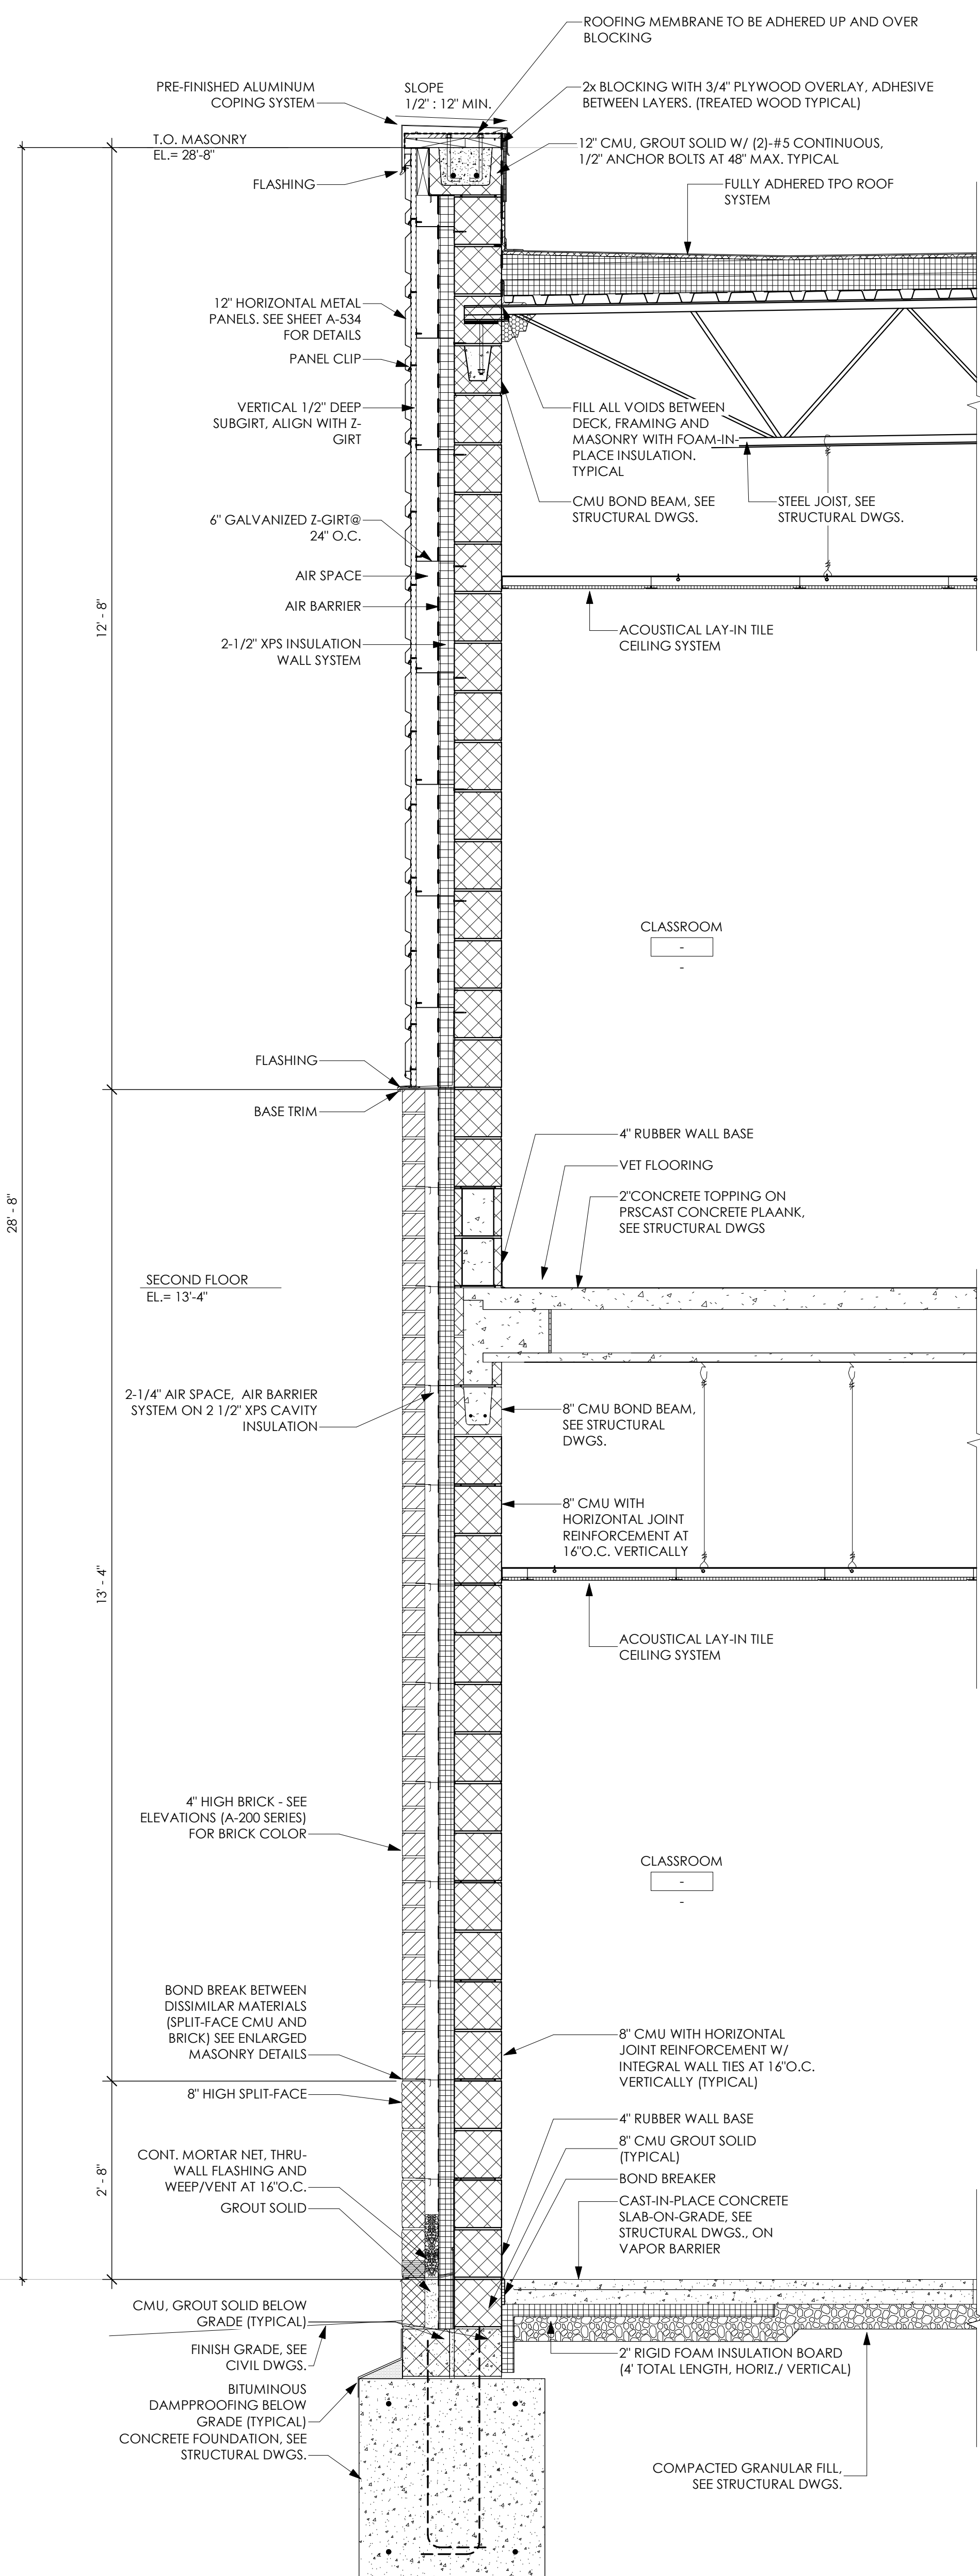 ROOFING MEMBRANE TO BE ADHERED UP AND OVER
BLOCKING
PRE-FINISHED ALUMINUM
COPING SYSTEM
SLOPE
1/2" : 12" MIN.
2x BLOCKING WITH 3/4" PLYWOOD OVERLAY, ADHESIVE
BETWEEN LAYERS. (TREATED WOOD TYPICAL)
T.O. MASONRY
EL.= 28'-8"
12" CMU, GROUT SOLID W/ (2)-#5 CONTINUOUS,
1/2" ANCHOR BOLTS AT 48" MAX. TYPICAL
FLASHING
FULLY ADHERED TPO ROOF
SYSTEM
12" HORIZONTAL METAL
PANELS. SEE SHEET A-534
FOR DETAILS
PANEL CLIP
VERTICAL 1/2" DEEP
SUBGIRT, ALIGN WITH Z-
GIRT
FILL ALL VOIDS BETWEEN
DECK, FRAMING AND
MASONRY WITH FOAM-IN-
PLACE INSULATION.
TYPICAL
CMU BOND BEAM, SEE
STRUCTURAL DWGS.
STEEL JOIST, SEE
STRUCTURAL DWGS.
6" GALVANIZED Z-GIRT@
24" O.C.
AIR SPACE
AIR BARRIER
2-1/2" XPS INSULATION
WALL SYSTEM
12' - 8"
ACOUSTICAL LAY-IN TILE
CEILING SYSTEM
CLASSROOM
-
-
FLASHING
BASE TRIM
4" RUBBER WALL BASE
VET FLOORING
2"CONCRETE TOPPING ON
PRSCAST CONCRETE PLAANK,
SEE STRUCTURAL DWGS
28' - 8"
SECOND FLOOR
EL.= 13'-4"
2-1/4" AIR SPACE, AIR BARRIER
SYSTEM ON 2 1/2" XPS CAVITY
INSULATION
8" CMU BOND BEAM,
SEE STRUCTURAL
DWGS.
8" CMU WITH
HORIZONTAL JOINT
REINFORCEMENT AT
16"O.C. VERTICALLY
13' - 4"
ACOUSTICAL LAY-IN TILE
CEILING SYSTEM
4" HIGH BRICK - SEE
ELEVATIONS (A-200 SERIES)
FOR BRICK COLOR
CLASSROOM
-
-
BOND BREAK BETWEEN
DISSIMILAR MATERIALS
(SPLIT-FACE CMU AND
BRICK) SEE ENLARGED
MASONRY DETAILS
8" CMU WITH HORIZONTAL
JOINT REINFORCEMENT W/
INTEGRAL WALL TIES AT 16"O.C.
VERTICALLY (TYPICAL)
8" HIGH SPLIT-FACE
2' - 8"
CONT. MORTAR NET, THRU-
WALL FLASHING AND
WEEP/VENT AT 16"O.C.
GROUT SOLID
4" RUBBER WALL BASE
8" CMU GROUT SOLID
(TYPICAL)
BOND BREAKER
CAST-IN-PLACE CONCRETE
SLAB-ON-GRADE, SEE
STRUCTURAL DWGS., ON
VAPOR BARRIER
CMU, GROUT SOLID BELOW
GRADE (TYPICAL)
FINISH GRADE, SEE
CIVIL DWGS.
BITUMINOUS
DAMPPROOFING BELOW
GRADE (TYPICAL)
CONCRETE FOUNDATION, SEE
STRUCTURAL DWGS.
2" RIGID FOAM INSULATION BOARD
(4' TOTAL LENGTH, HORIZ./ VERTICAL)
COMPACTED GRANULAR FILL,
SEE STRUCTURAL DWGS.